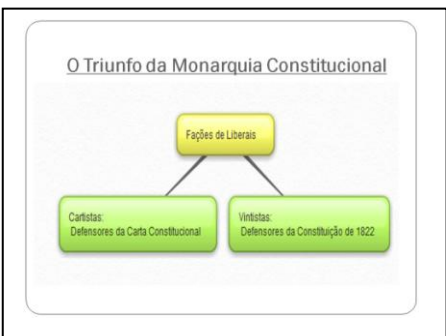 O Triunfo da Monarquia Constitucional
Fações de Liberais
Cartistas:
Defensores da Carta Constitucional
Vintistas:
Defensores da Constituição de 1822